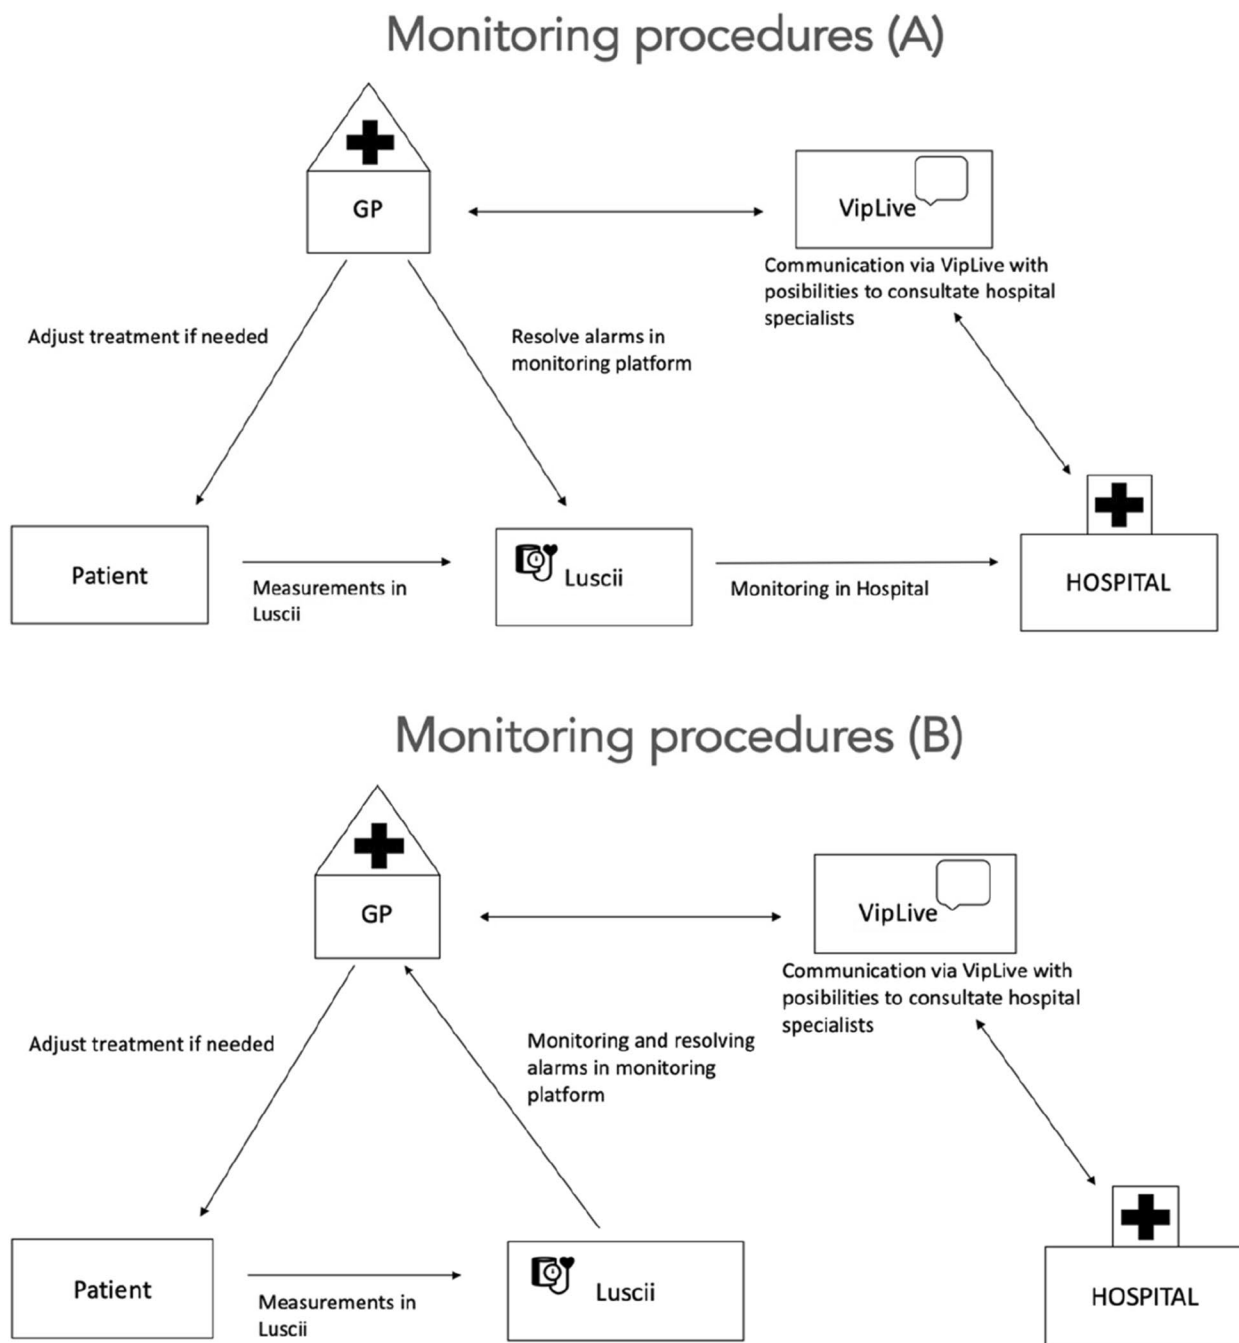 Monitoring procedures (A)
GP
VipLive
Communication via VipLive with
posibilities to consultate hospital
specialists
Adjust treatment if needed
Resolve alarms in
monitoring platform
Patient
Measurements in
Luscii
Luscii
Monitoring in Hospital
HOSPITAL
Monitoring procedures (B)
GP
VipLive
Communication via VipLive with
posibilities to consultate hospital
specialists
Adjust treatment if needed
Monitoring and resolving
alarms in monitoring
platform
Patient
Measurements in
Luscii
Luscii
HOSPITAL